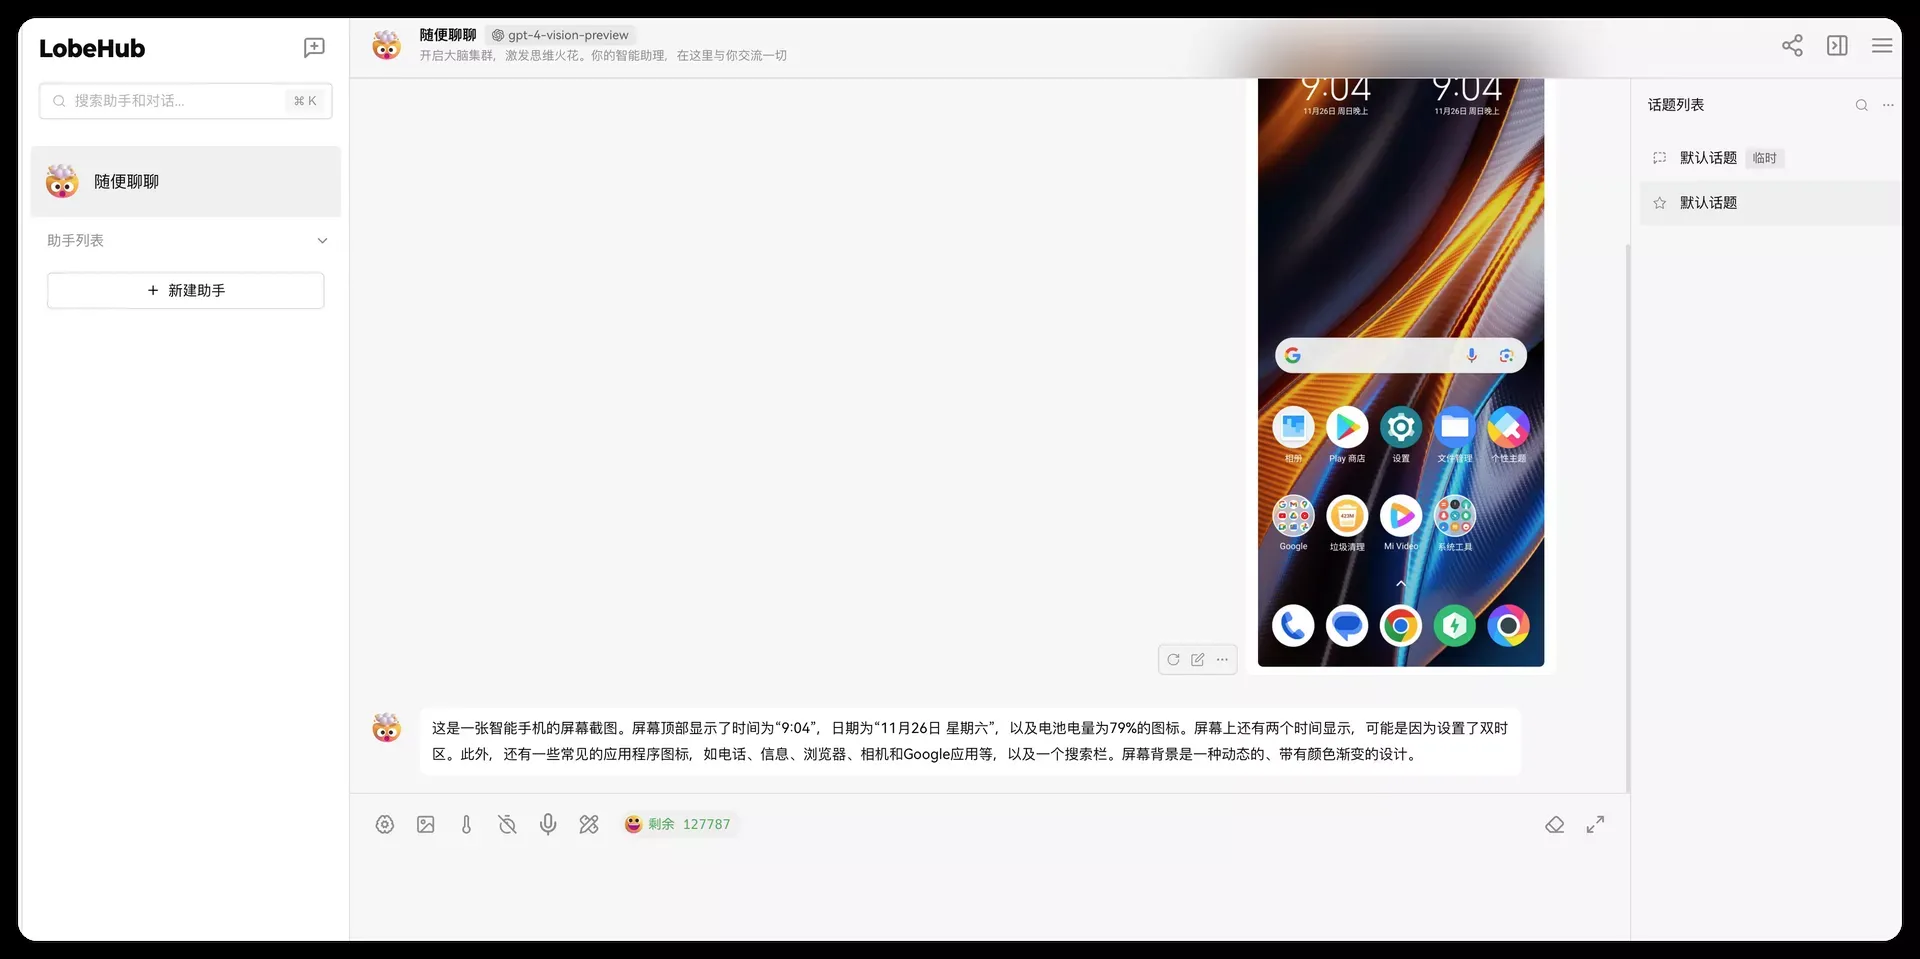 LobeHub
搜索助手和对话...
⌘ K
随便聊聊
助手列表
+ 新建助手
随便聊聊 gpt-4-vision-preview
开启大脑集群，激发思维火花。你的智能助理，在这里与你交流一切
9:04 9:04
11月26日 周日晚上 11月26日 周日晚上
相册 Play 商店 设置 文件管理 个性主题
423M
Google 垃圾清理 Mi Video 系统工具
这是一张智能手机的屏幕截图。屏幕顶部显示了时间为“9:04”，日期为“11月26日 星期六”，以及电池电量为79%的图标。屏幕上还有两个时间显示，可能是因为设置了双时
区。此外，还有一些常见的应用程序图标，如电话、信息、浏览器、相机和Google应用等，以及一个搜索栏。屏幕背景是一种动态的、带有颜色渐变的设计。
剩余 127787
话题列表
默认话题 临时
默认话题